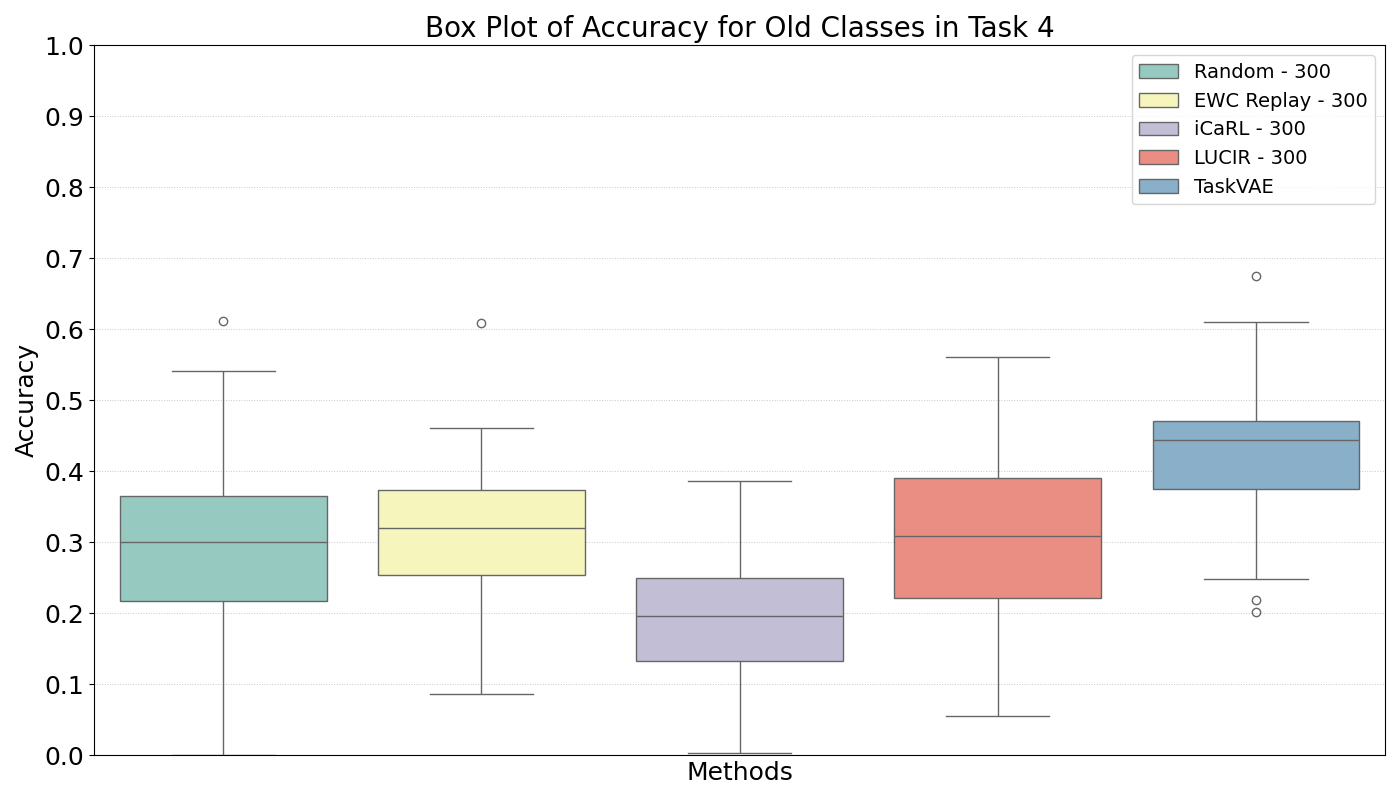 Box Plot of Accuracy for Old Classes in Task 4
1.0
0.9
0.8
0.7
0.6
0.5
0.4
0.3
0.2
0.1
0.0
Accuracy
Methods
Random - 300
EWC Replay - 300
iCaRL - 300
LUCIR - 300
TaskVAE